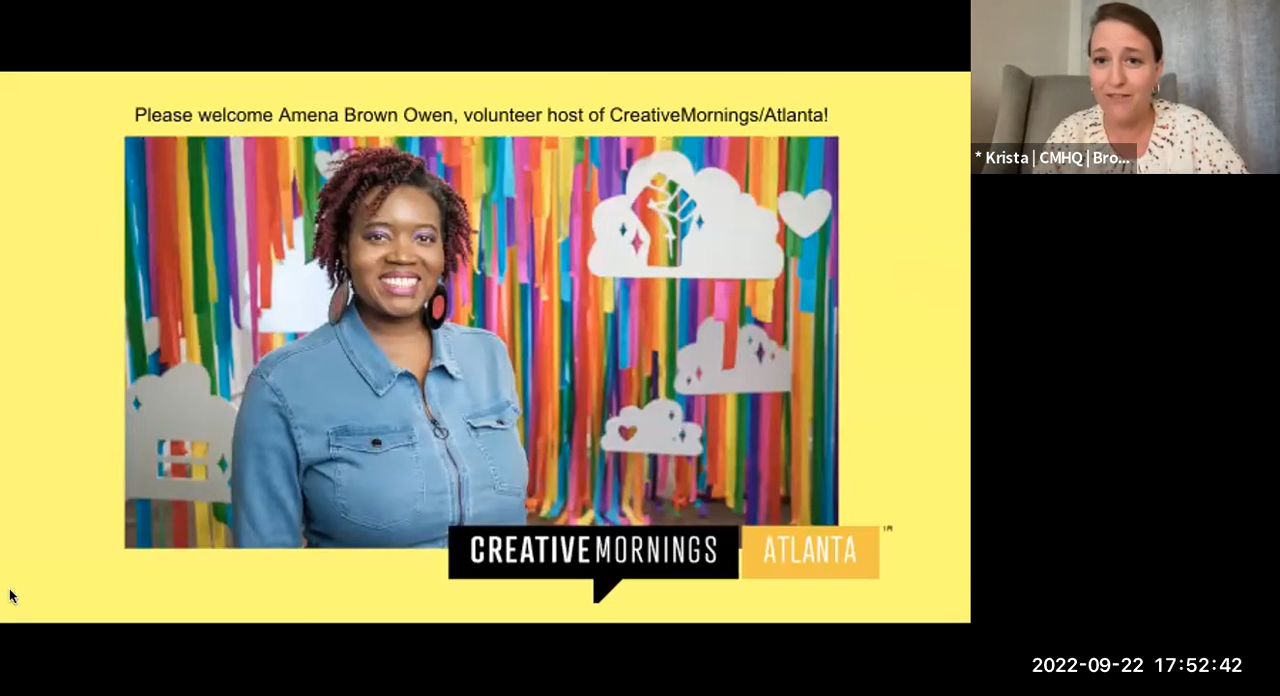 Please welcome Amena Brown Owen, volunteer host of CreativeMornings/Atlanta!
* Krista | CMHQ | Bro...
CREATIVEMORNINGS ATLANTA ™
2022-09-22 17:52:42